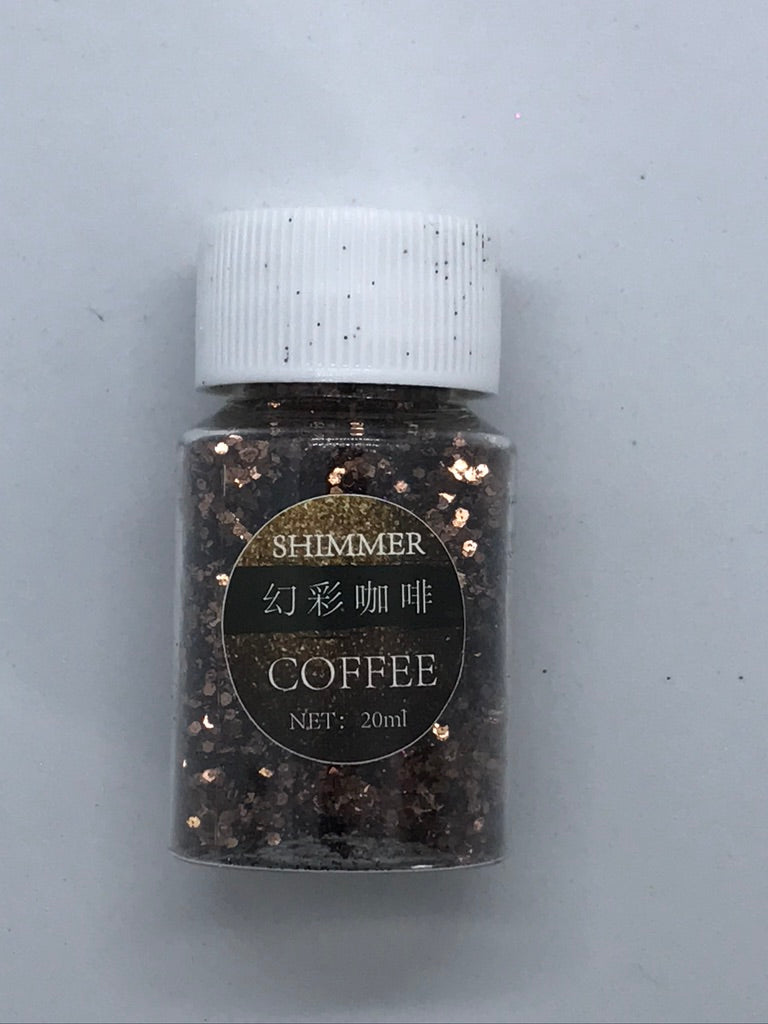 SHIMMER
幻彩咖啡
COFFEE
NET：20ml